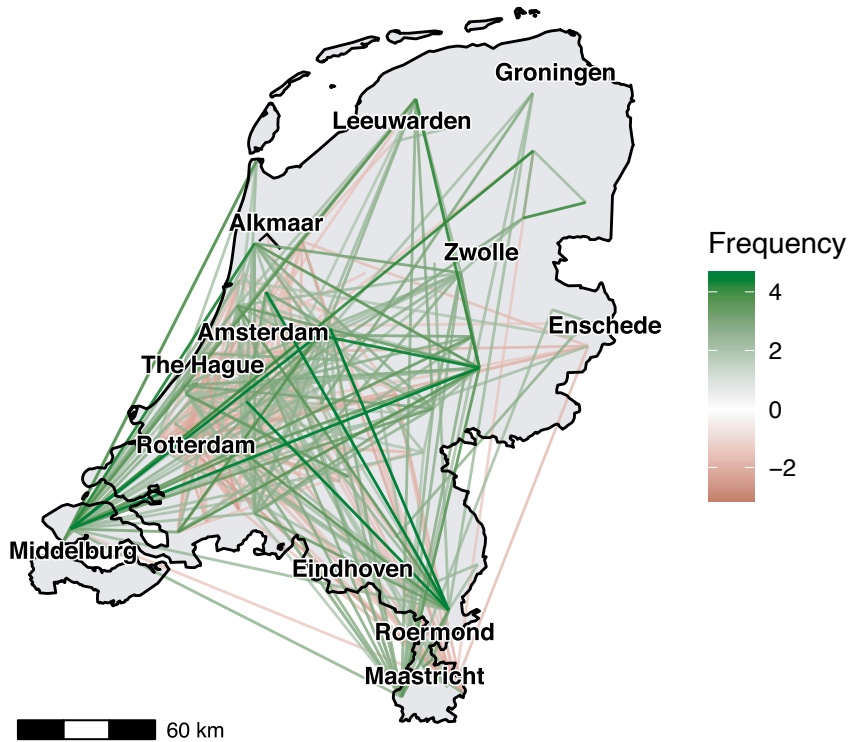 Groningen
Leeuwarden
Alkmaar
Zwolle
Frequency
4
2
0
−2
Amsterdam
Enschede
The Hague
Rotterdam
Middelburg
Eindhoven
Roermond
Maastricht
60 km